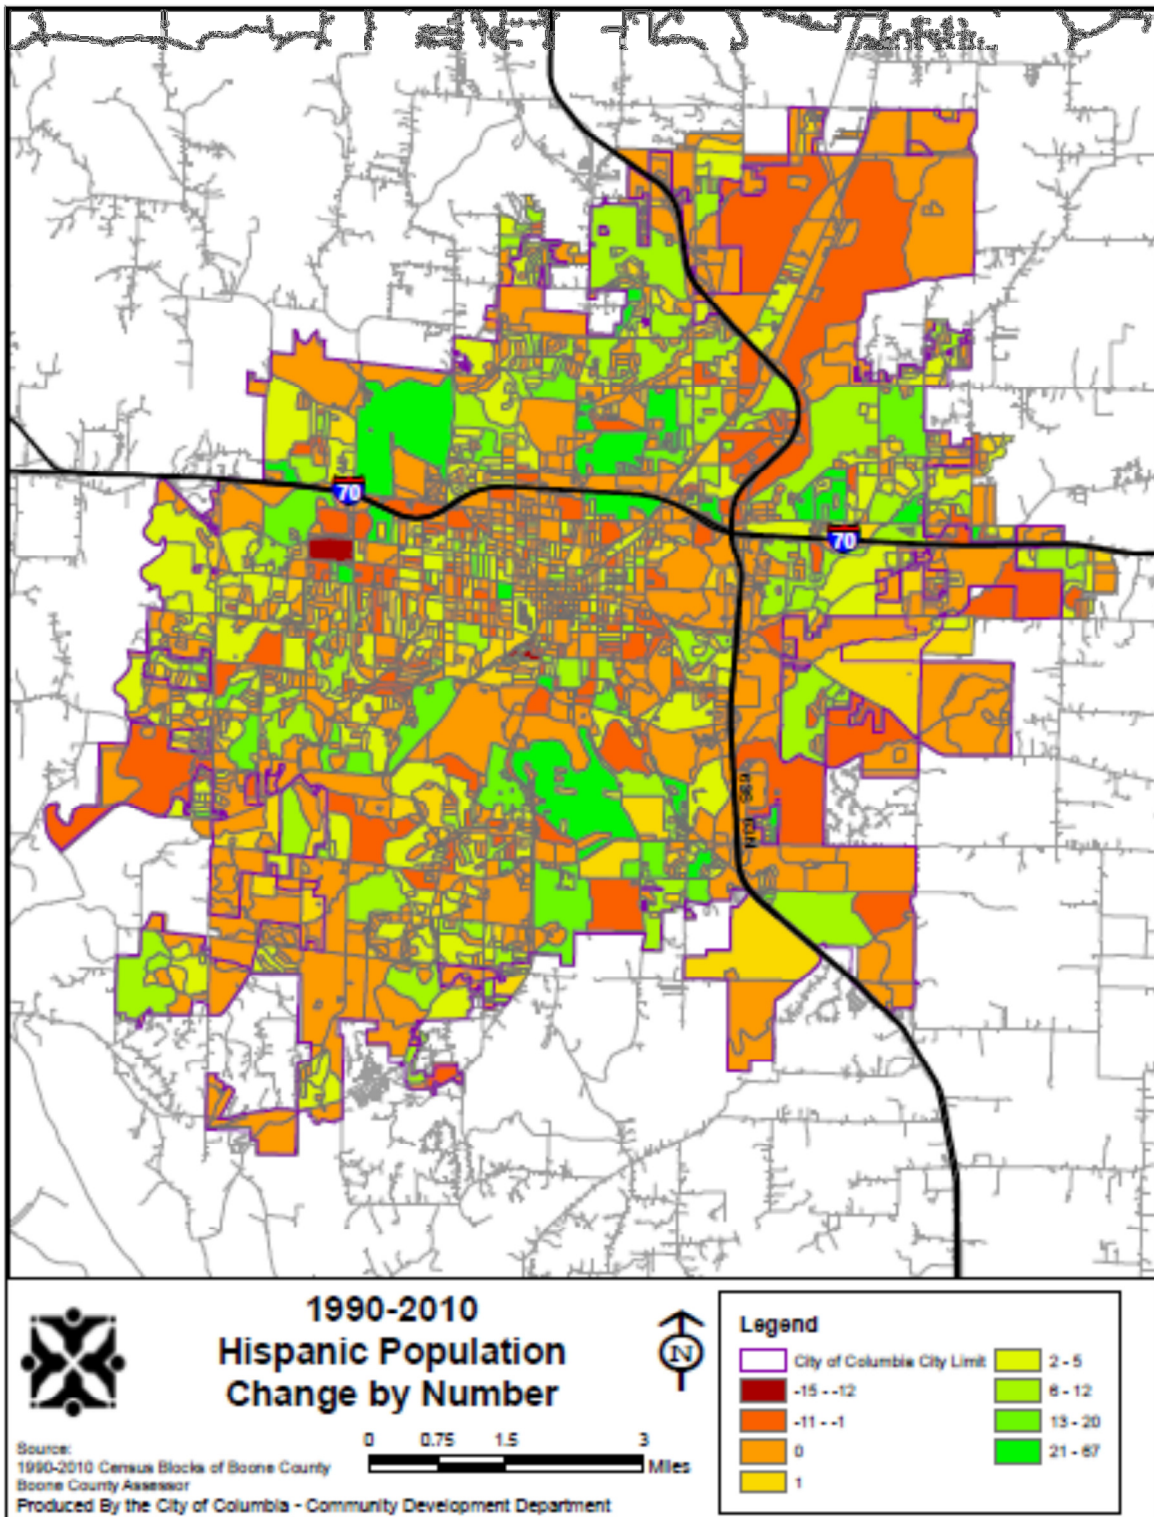 70
70
US 63
1990-2010
Hispanic Population
Change by Number
N
0 0.75 1.5 3
Miles
Source:
1990-2010 Census Blocks of Boone County
Boone County Assessor
Produced By the City of Columbia - Community Development Department
Legend
City of Columbia City Limit
-15 - -12
-11 - -1
0
1
2 - 5
6 - 12
13 - 20
21 - 67